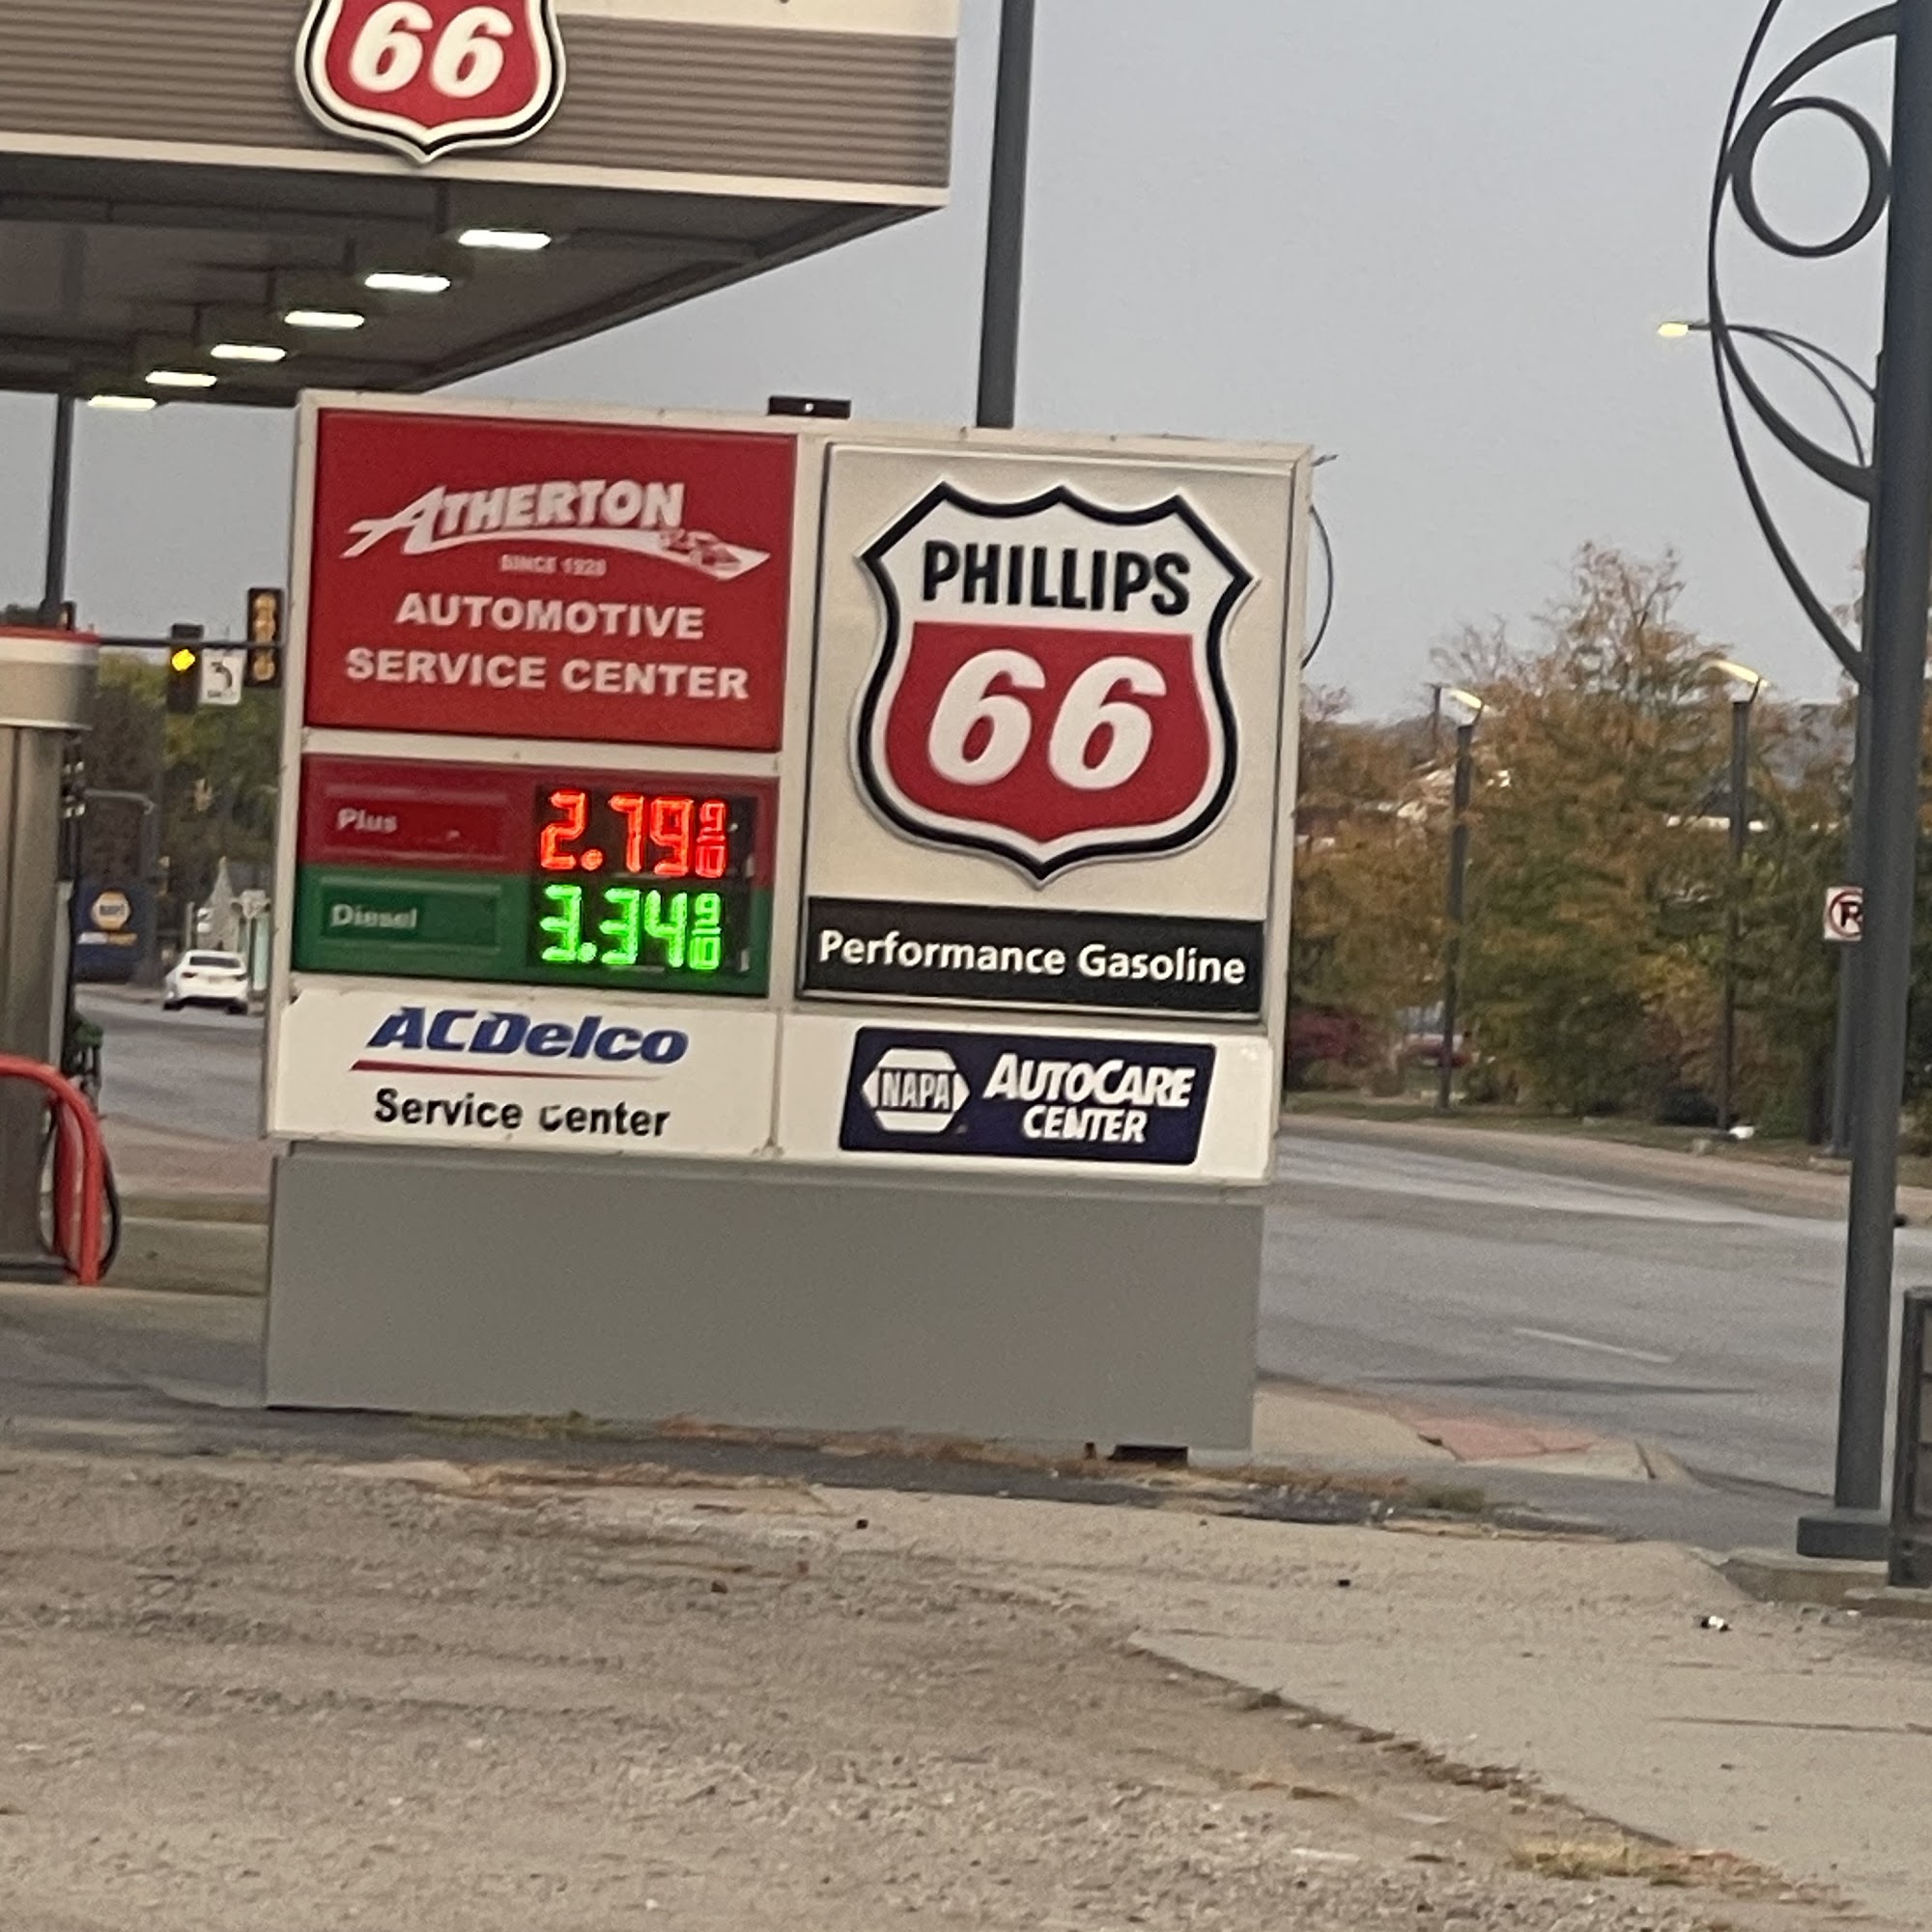 66
ATHERTON
SINCE 1928
AUTOMOTIVE
SERVICE CENTER
Plus
2.79 9/10
Diesel
3.34 9/10
PHILLIPS
66
Performance Gasoline
ACDelco
Service Center
NAPA AUTOCARE
CENTER
NAPA
R